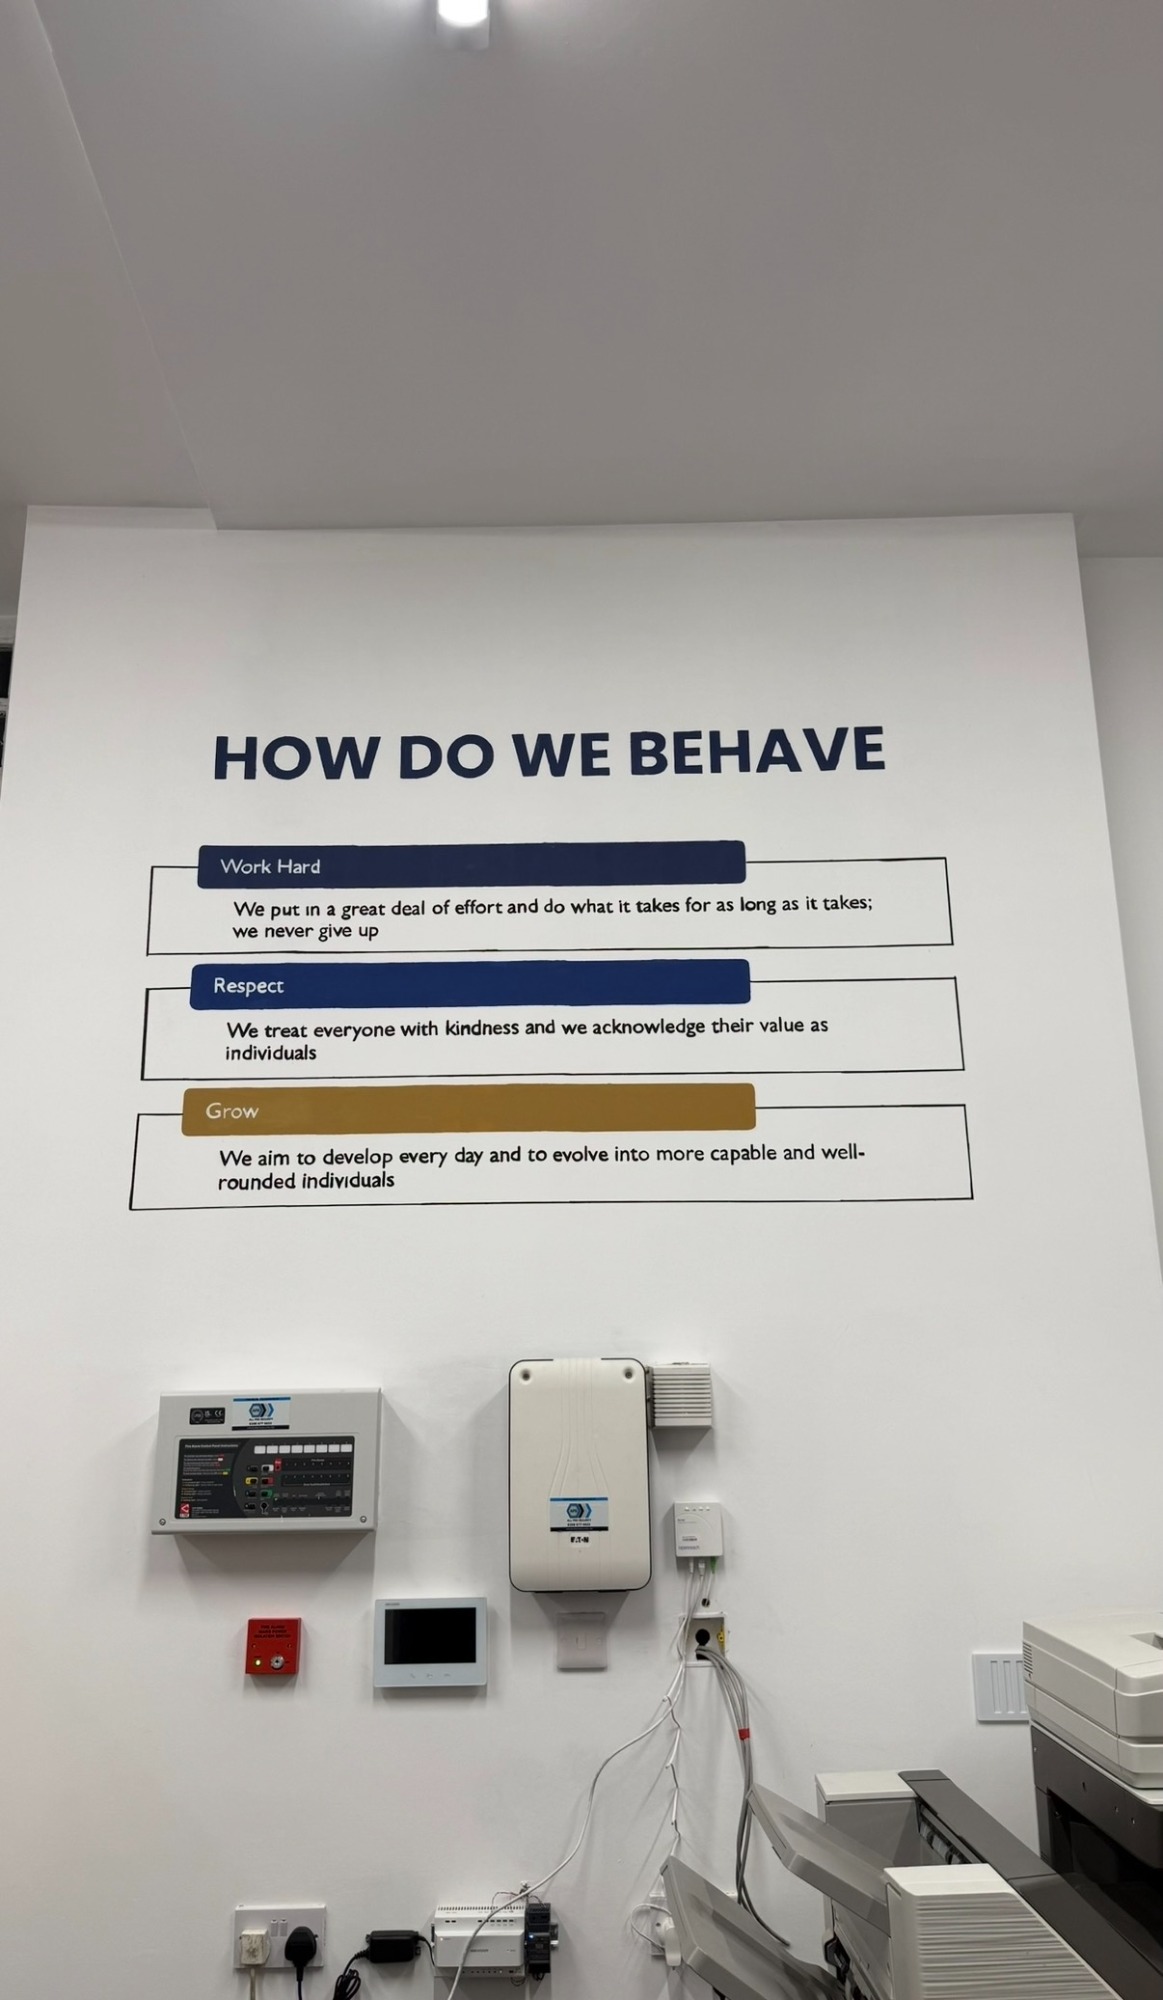 HOW DO WE BEHAVE
Work Hard
We put in a great deal of effort and do what it takes for as long as it takes;
we never give up
Respect
We treat everyone with kindness and we acknowledge their value as
individuals
Grow
We aim to develop every day and to evolve into more capable and well-
rounded individuals